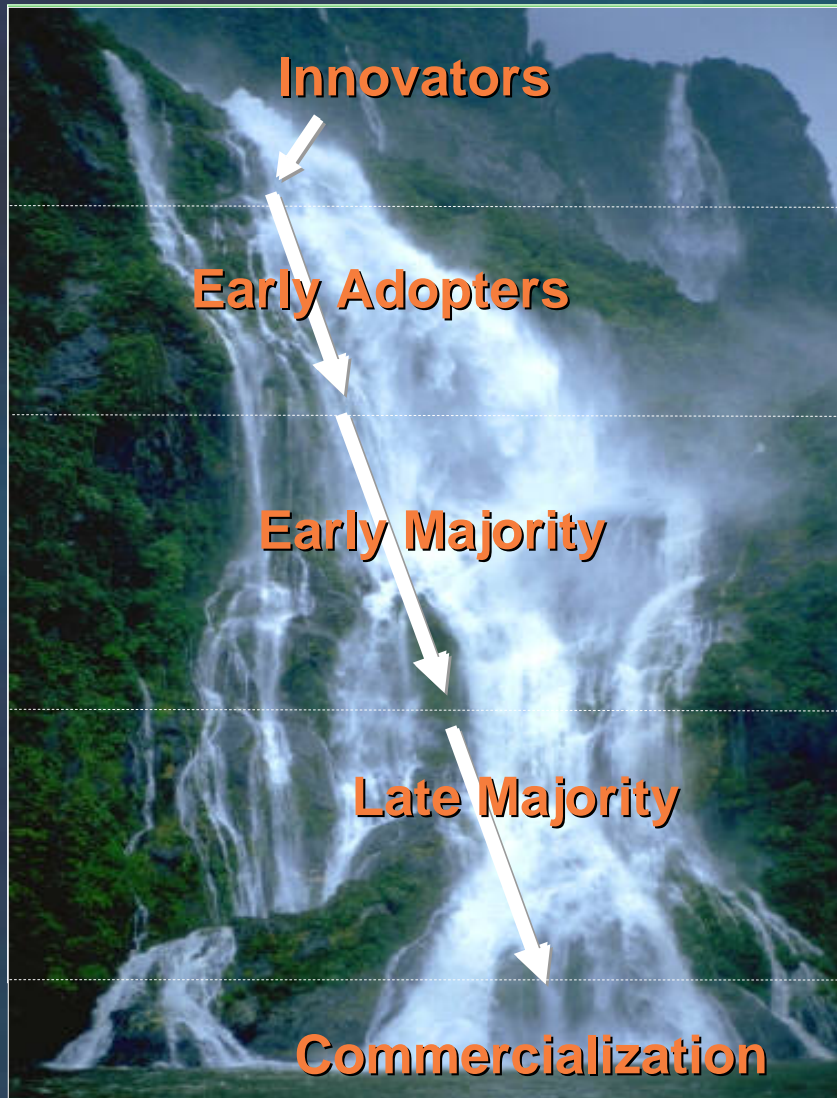 Innovators
Early Adopters
Early Majority
Late Majority
Commercialization